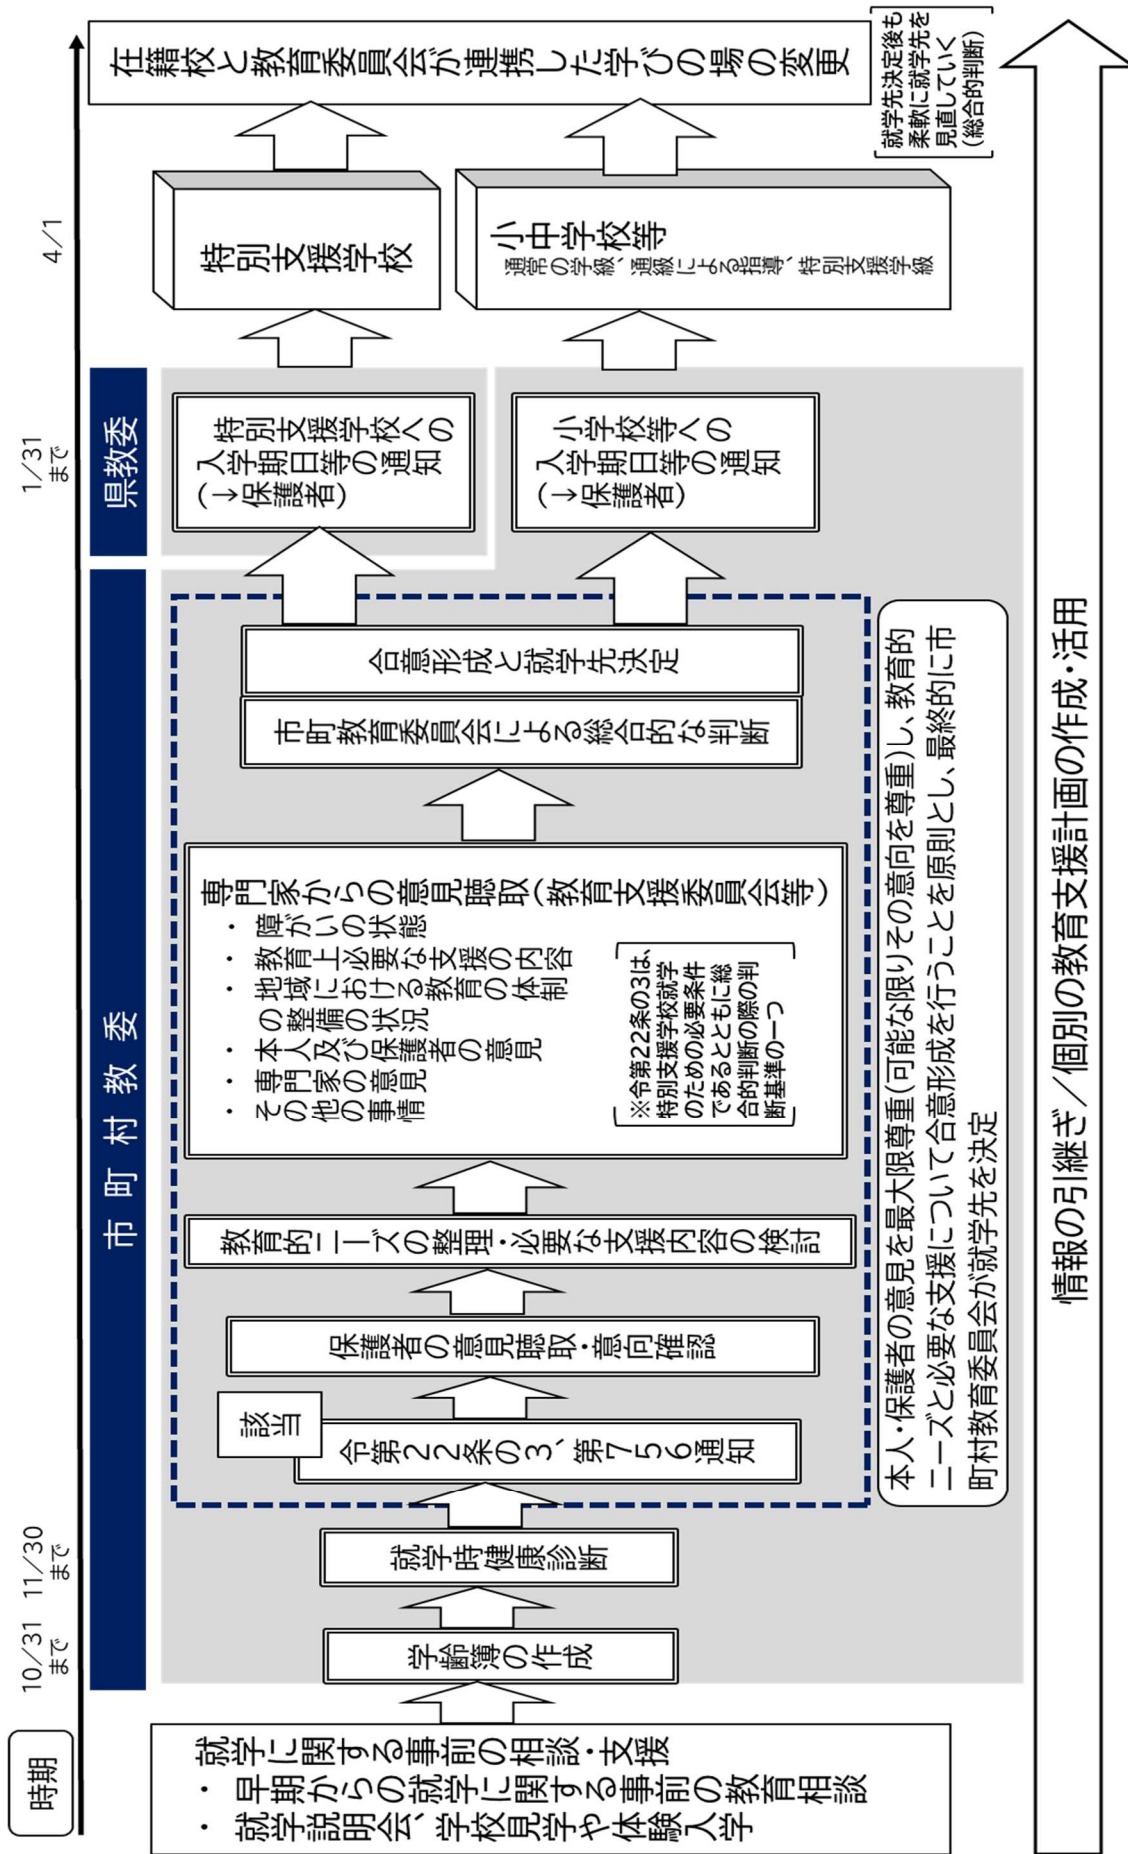 時期
10/31
まで
11/30
まで
1/31
まで
4/1
市町村教委
県教委
就学に関する事前の相談・支援
・ 早期からの就学に関する事前の教育相談
・ 就学説明会、学校見学や体験入学
学齢簿の作成
就学時健康診断
該当
令第22条の3、第756通知
保護者の意見聴取・意向確認
教育的ニーズの整理・必要な支援内容の検討
専門家からの意見聴取(教育支援委員会等)
・ 障がいの状態
・ 教育上必要な支援の内容
・ 地域における教育の体制
の整備の状況
・ 本人及び保護者の意見
・ 専門家の意見
・ その他の事情
※令第22条の3は、
特別支援学校就学
のための必要条件
であるとともに総
合的判断の際の判
断基準の一つ
市町教育委員会による総合的な判断
合意形成と就学先決定
特別支援学校への
入学期日等の通知
(→保護者)
小学校等への
入学期日等の通知
(→保護者)
特別支援学校
小中学校等
通常の学級、通級による指導、特別支援学級
在籍校と教育委員会が連携した学びの場の変更
就学先決定後も
柔軟に就学先を
見直していく
(総合的判断)
本人・保護者の意見を最大限尊重(可能な限りその意向を尊重)し、教育的
ニーズと必要な支援について合意形成を行うことを原則とし、最終的に市
町村教育委員会が就学先を決定
情報の引継ぎ/個別の教育支援計画の作成・活用